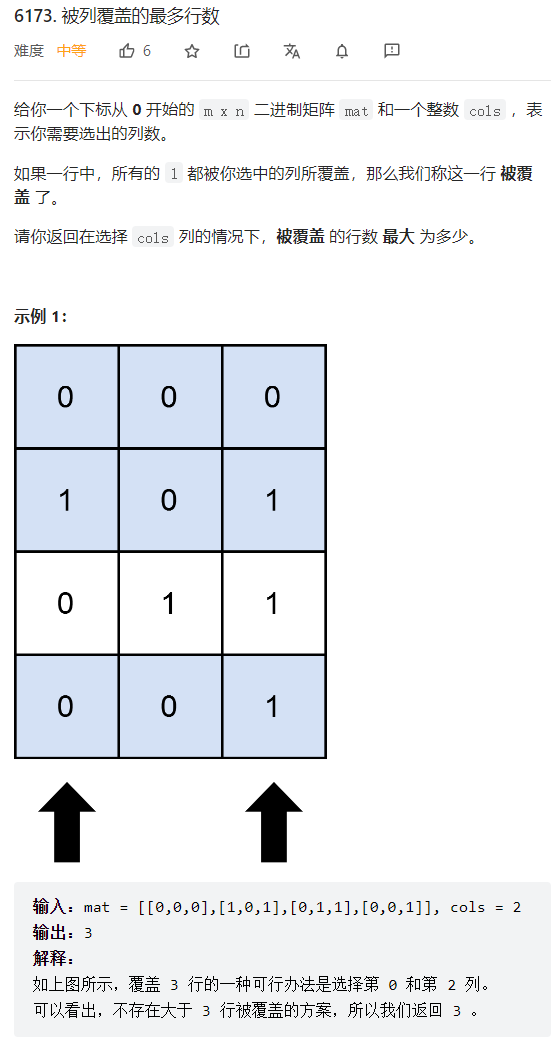 6173. 被列覆盖的最多行数
难度 中等 6
给你一个下标从 0 开始的 m x n 二进制矩阵 mat 和一个整数 cols ，表
示你需要选出的列数。
如果一行中，所有的 1 都被你选中的列所覆盖，那么我们称这一行 被覆
盖 了。
请你返回在选择 cols 列的情况下，被覆盖 的行数 最大 为多少。
示例 1：
0 0 0
1 0 1
0 1 1
0 0 1
输入：mat = [[0,0,0],[1,0,1],[0,1,1],[0,0,1]], cols = 2
输出：3
解释：
如上图所示，覆盖 3 行的一种可行办法是选择第 0 和第 2 列。
可以看出，不存在大于 3 行被覆盖的方案，所以我们返回 3 。